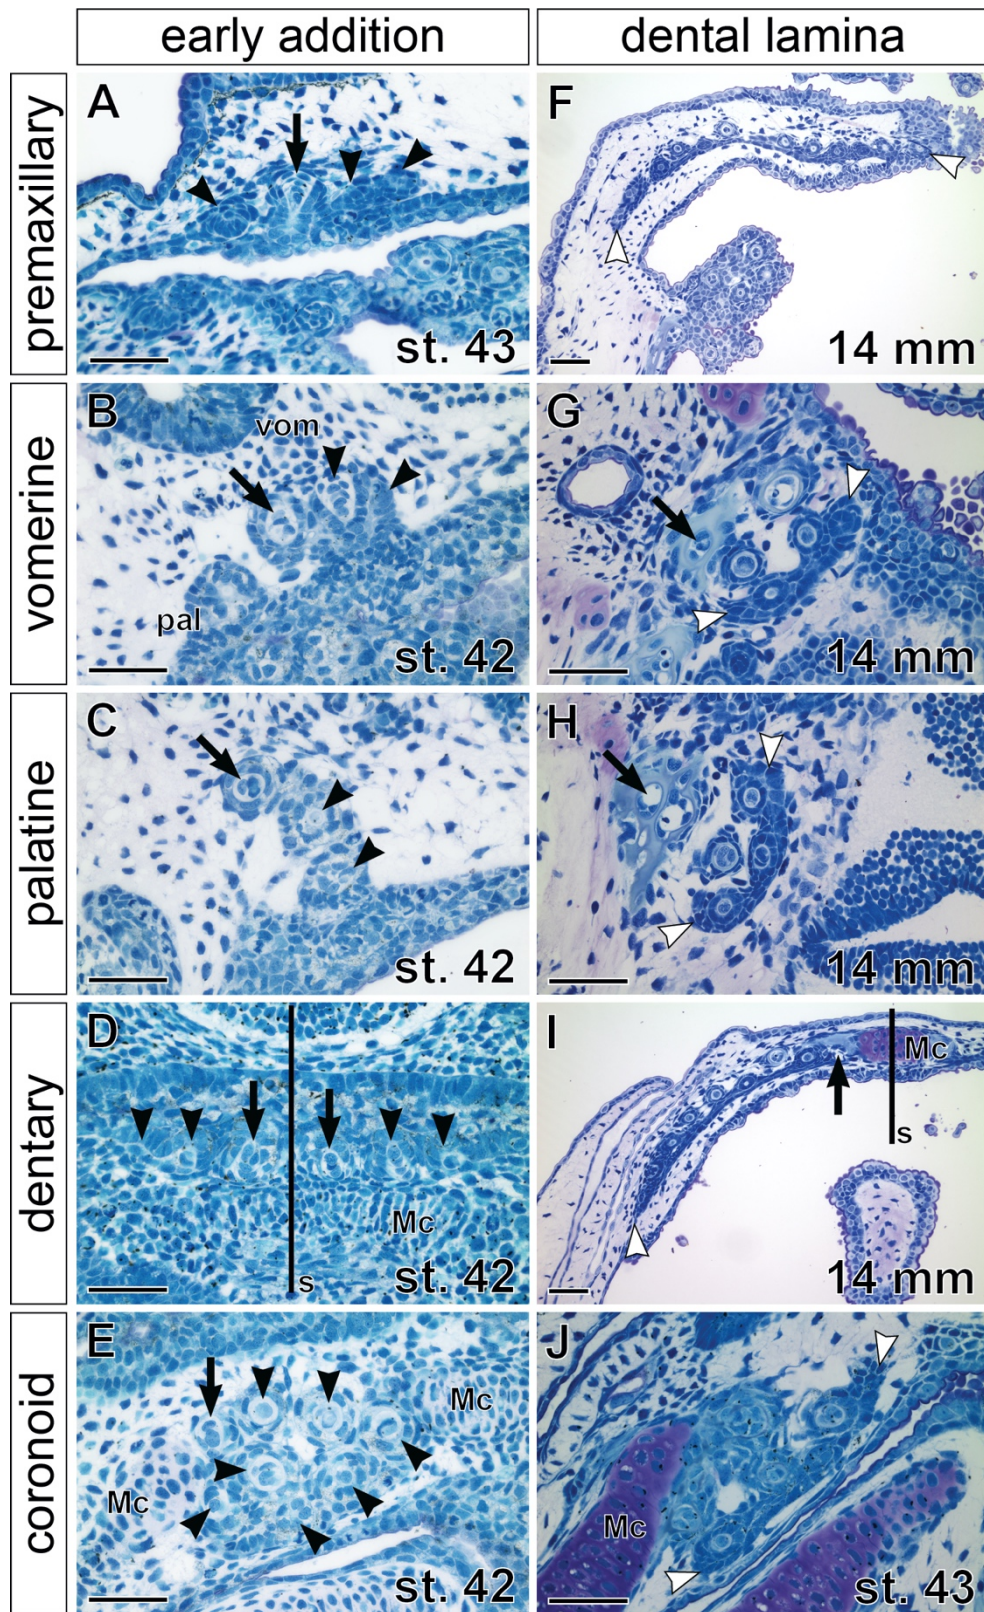 early addition
dental lamina
premaxillary
A
st. 43
F
14 mm
vomerine
B
vom
pal
st. 42
G
14 mm
palatine
C
st. 42
H
14 mm
dentary
D
Mc
s
st. 42
I
Mc
s
14 mm
coronoid
E
Mc
Mc
st. 42
J
Mc
st. 43